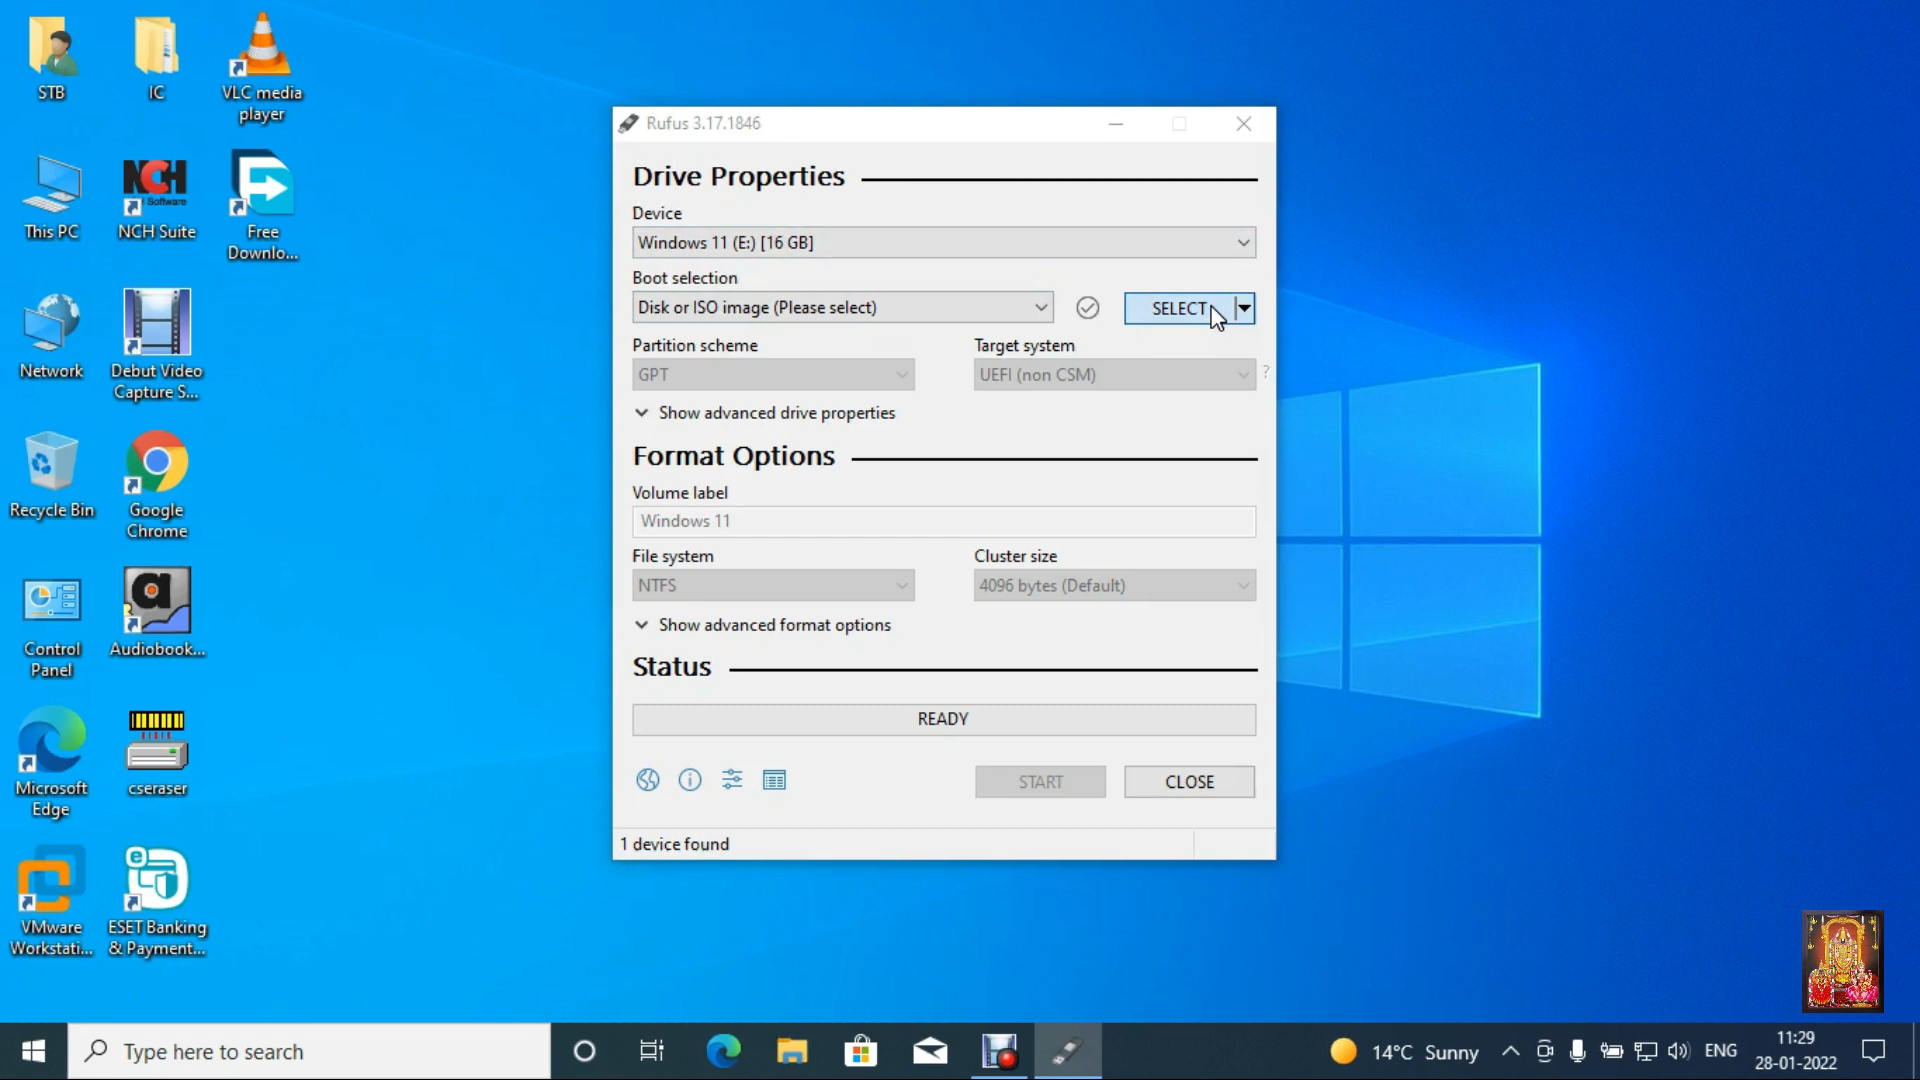 STB
IC
VLC media
player
This PC
NCH
Software
NCH Suite
Free
Downlo...
Network
Debut Video
Capture S...
Recycle Bin
Google
Chrome
Control
Panel
a
Audiobook...
Microsoft
Edge
cseraser
VMware
Workstati...
e
ESET Banking
& Payment...
Rufus 3.17.1846
Drive Properties
Device
Windows 11 (E:) [16 GB]
Boot selection
Disk or ISO image (Please select)
SELECT
Partition scheme
Target system
GPT
UEFI (non CSM)
?
Show advanced drive properties
Format Options
Volume label
Windows 11
File system
Cluster size
NTFS
4096 bytes (Default)
Show advanced format options
Status
READY
START
CLOSE
1 device found
Type here to search
14°C Sunny
ENG
11:29
28-01-2022